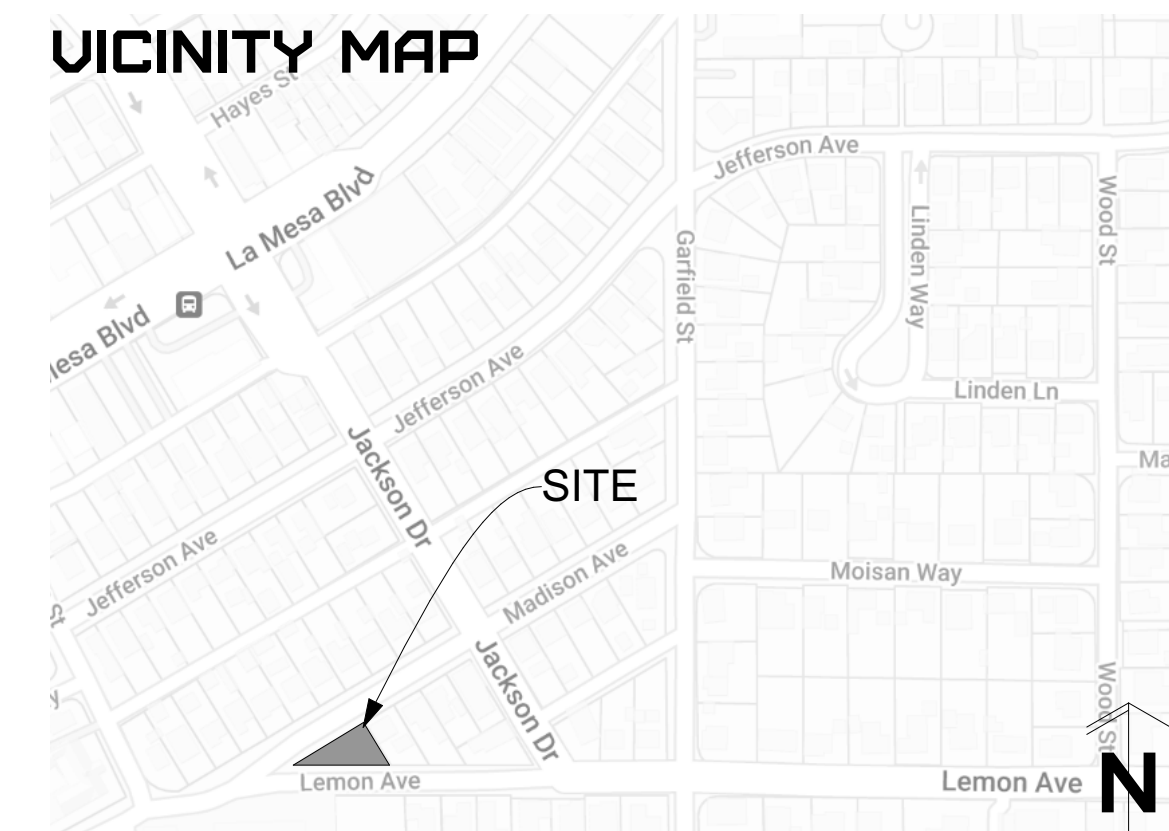 VICINITY MAP
Hayes St
Jefferson Ave
La Mesa Blvd
Wood St
Linden Way
Garfield St
Mesa Blvd
Jefferson Ave
Linden Ln
Jackson Dr
Ma
SITE
Jefferson Ave
Madison Ave
Moisan Way
St
Jackson Dr
Wood St
Lemon Ave
Lemon Ave
N